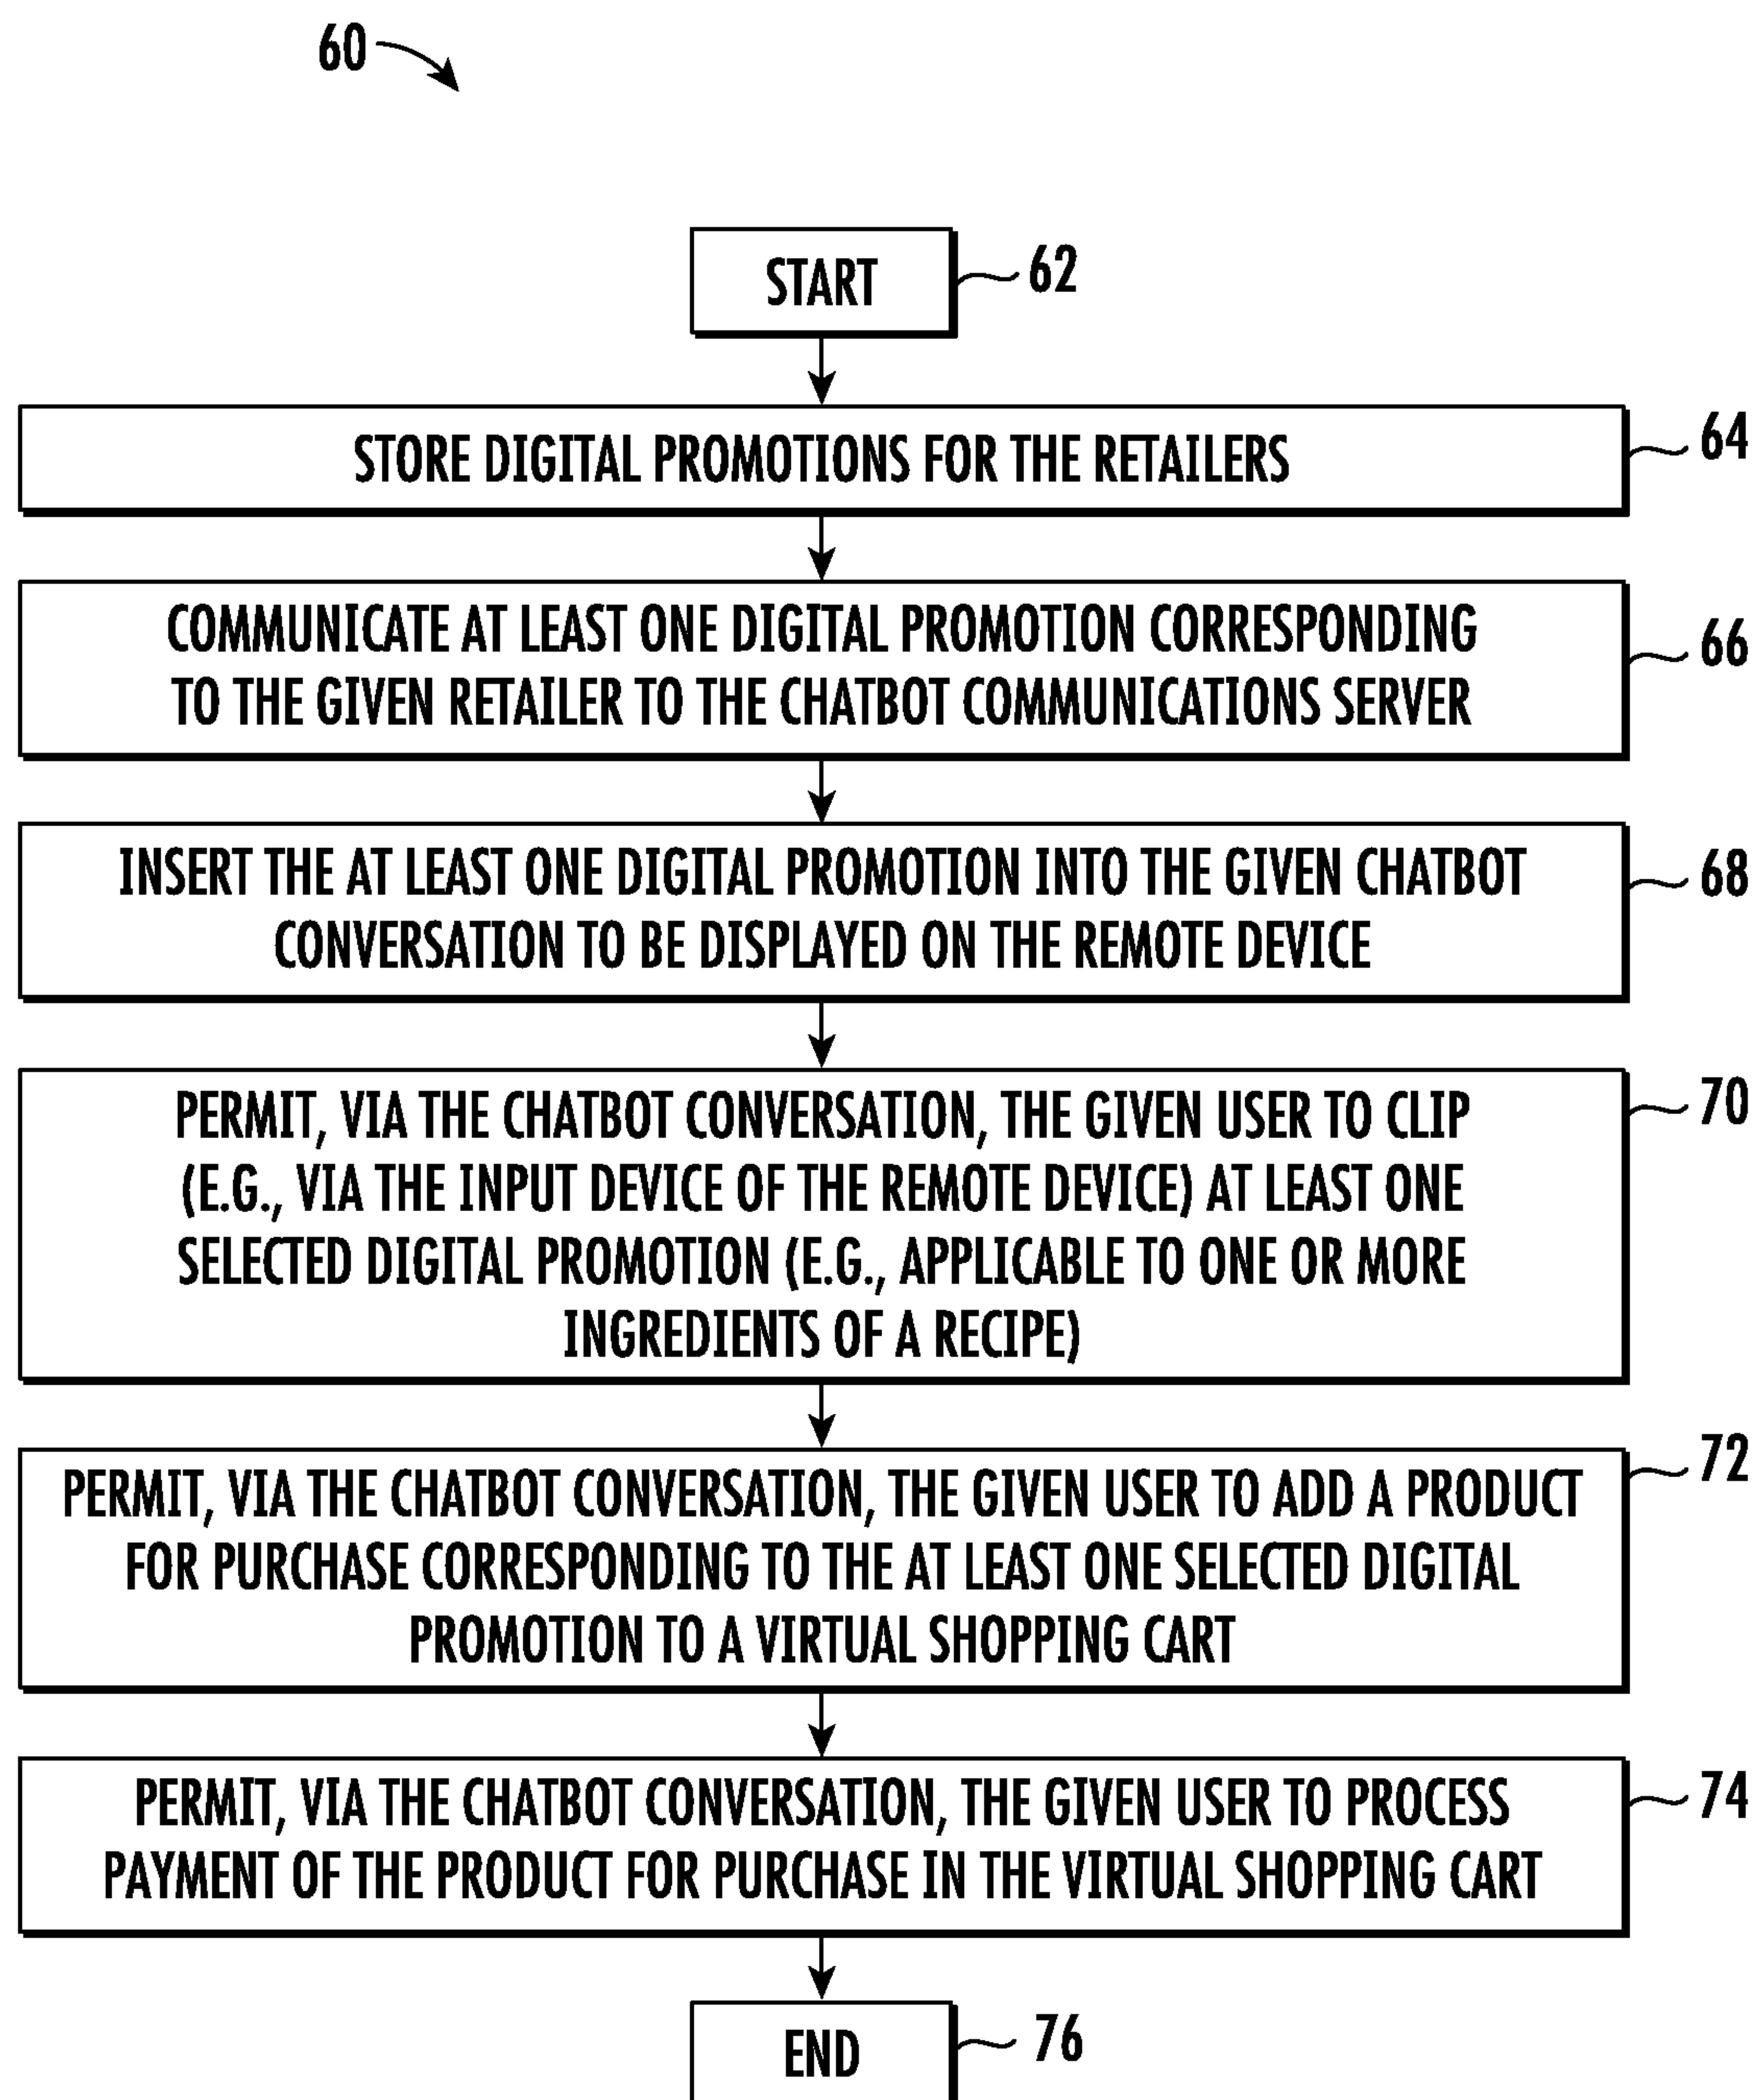 60
START
62
STORE DIGITAL PROMOTIONS FOR THE RETAILERS
64
COMMUNICATE AT LEAST ONE DIGITAL PROMOTION CORRESPONDING
TO THE GIVEN RETAILER TO THE CHATBOT COMMUNICATIONS SERVER
66
INSERT THE AT LEAST ONE DIGITAL PROMOTION INTO THE GIVEN CHATBOT
CONVERSATION TO BE DISPLAYED ON THE REMOTE DEVICE
68
PERMIT, VIA THE CHATBOT CONVERSATION, THE GIVEN USER TO CLIP
(E.G., VIA THE INPUT DEVICE OF THE REMOTE DEVICE) AT LEAST ONE
SELECTED DIGITAL PROMOTION (E.G., APPLICABLE TO ONE OR MORE
INGREDIENTS OF A RECIPE)
70
PERMIT, VIA THE CHATBOT CONVERSATION, THE GIVEN USER TO ADD A PRODUCT
FOR PURCHASE CORRESPONDING TO THE AT LEAST ONE SELECTED DIGITAL
PROMOTION TO A VIRTUAL SHOPPING CART
72
PERMIT, VIA THE CHATBOT CONVERSATION, THE GIVEN USER TO PROCESS
PAYMENT OF THE PRODUCT FOR PURCHASE IN THE VIRTUAL SHOPPING CART
74
END
76